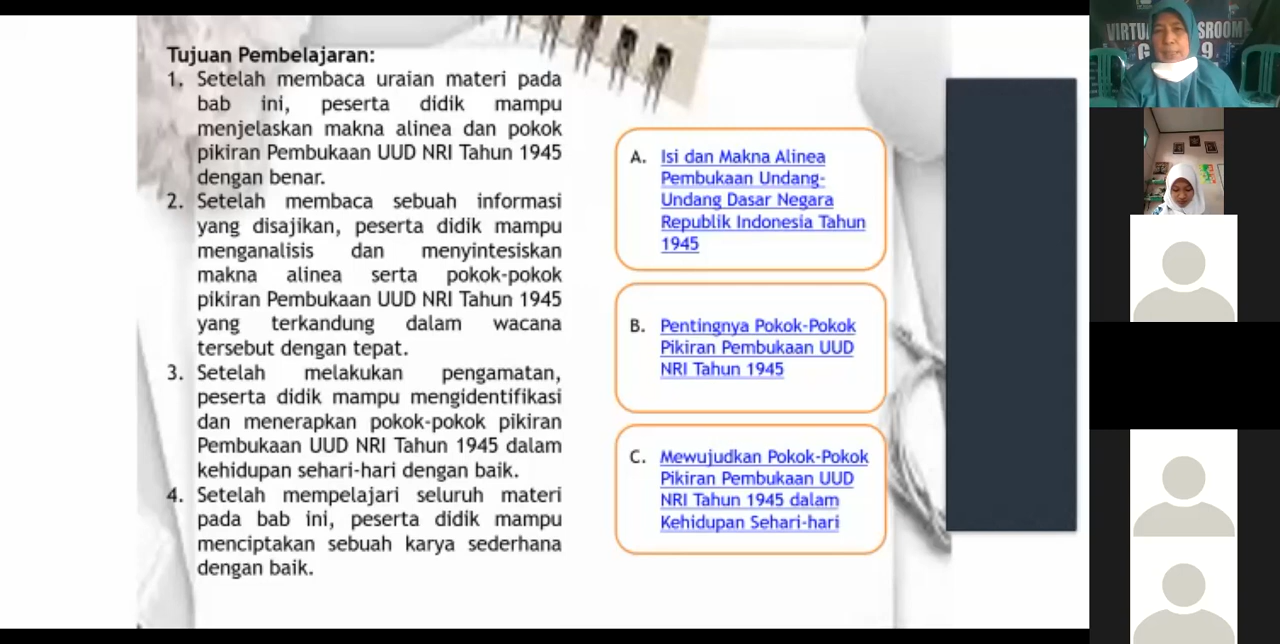 Tujuan Pembelajaran:
1. Setelah membaca uraian materi pada
bab ini, peserta didik mampu
menjelaskan makna alinea dan pokok
pikiran Pembukaan UUD NRI Tahun 1945
dengan benar.
2. Setelah membaca sebuah informasi
yang disajikan, peserta didik mampu
menganalisis dan menyintesiskan
makna alinea serta pokok-pokok
pikiran Pembukaan UUD NRI Tahun 1945
yang terkandung dalam wacana
tersebut dengan tepat.
3. Setelah melakukan pengamatan,
peserta didik mampu mengidentifikasi
dan menerapkan pokok-pokok pikiran
Pembukaan UUD NRI Tahun 1945 dalam
kehidupan sehari-hari dengan baik.
4. Setelah mempelajari seluruh materi
pada bab ini, peserta didik mampu
menciptakan sebuah karya sederhana
dengan baik.
A. Isi dan Makna Alinea
Pembukaan Undang-
Undang Dasar Negara
Republik Indonesia Tahun
1945
B. Pentingnya Pokok-Pokok
Pikiran Pembukaan UUD
NRI Tahun 1945
C. Mewujudkan Pokok-Pokok
Pikiran Pembukaan UUD
NRI Tahun 1945 dalam
Kehidupan Sehari-hari